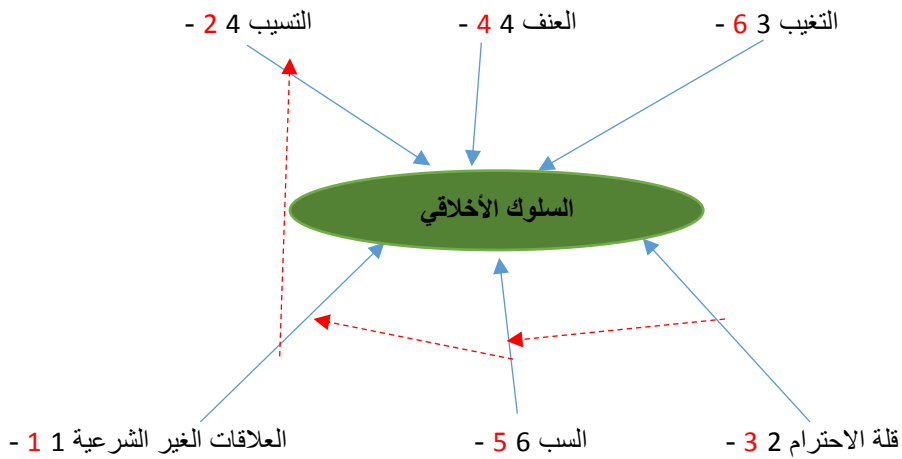 التغيب 3 6 -
العنف 4 4 -
التسيب 4 2 -
السلوك الأخلاقي
قلة الاحترام 2 3 -
السب 6 5 -
العلاقات الغير الشرعية 1 1 -